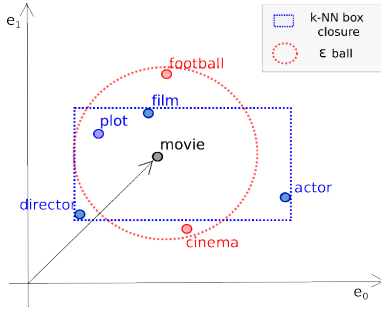 e1
k-NN box
closure
ε ball
football
film
plot
movie
actor
director
cinema
e0